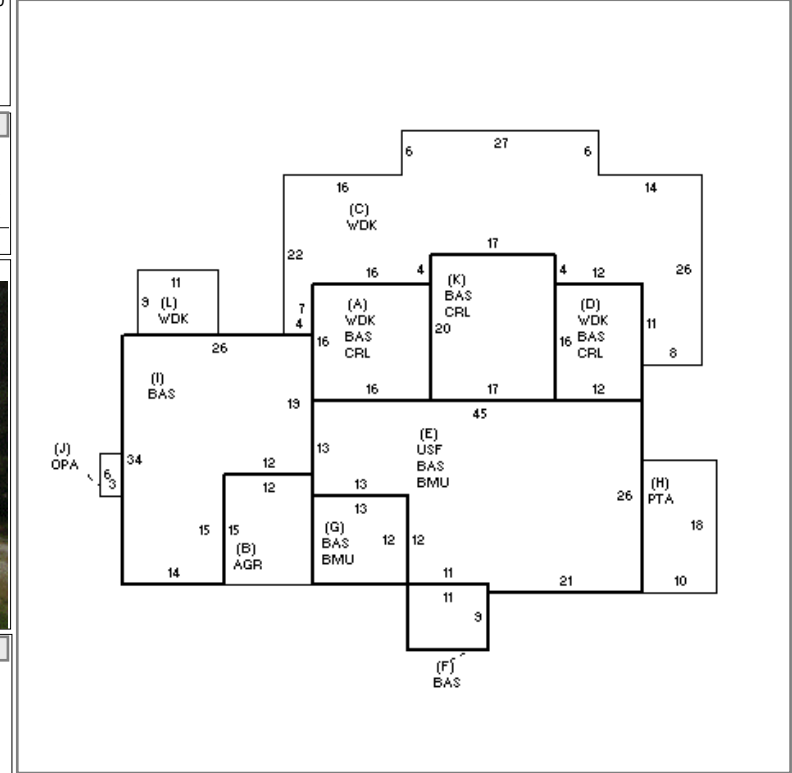 27
6
6
16
14
(C)
WDK
17
22
4
4
26
11
16
12
9
(L)
WDK
(K)
BAS
CRL
7
(A)
WDK
BAS
CRL
(D)
WDK
BAS
CRL
11
4
20
16
16
26
8
(I)
BAS
16
17
12
19
45
(E)
USF
BAS
BMU
(J)
OPA
34
13
12
6
3
12
13
(H)
PTA
26
13
18
15
15
(G)
BAS
BMU
12
12
(B)
AGR
14
11
21
10
11
9
(F)
BAS